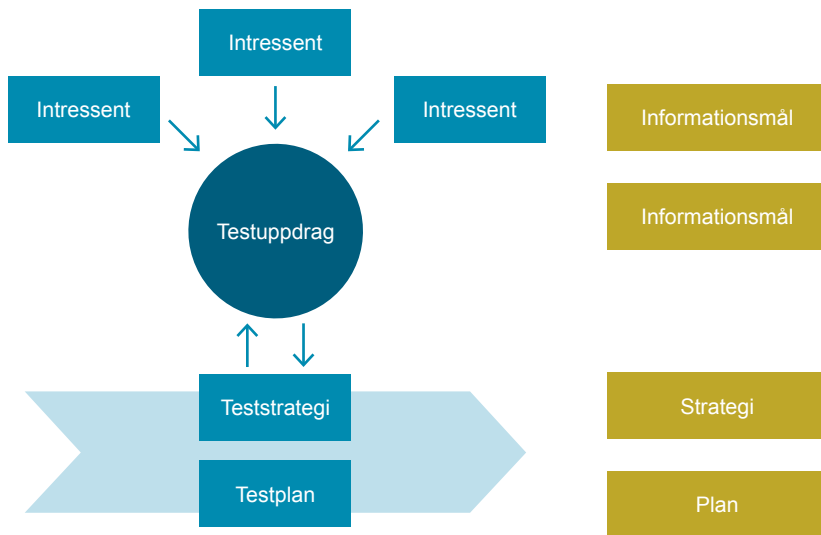 Intressent
Intressent
Intressent
Informationsmål
Informationsmål
Testuppdrag
Teststrategi
Strategi
Testplan
Plan